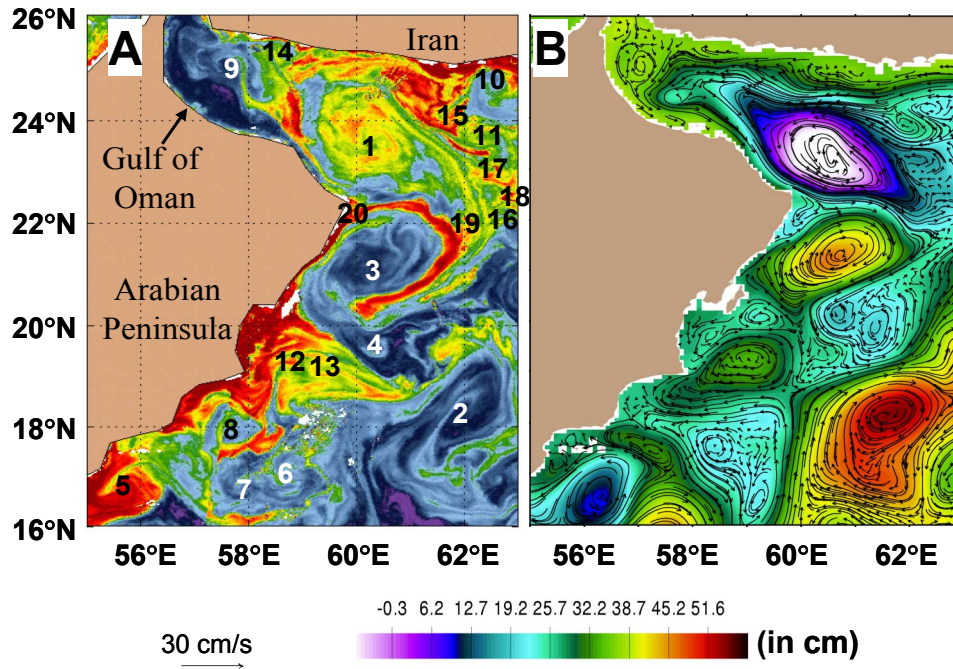 26°N
A
Iran
B
14
9
10
15
24°N
1
11
Gulf of
Oman
17
18
16
22°N
20
19
3
Arabian
Peninsula
20°N
4
12
13
2
18°N
8
6
5
7
16°N
56°E 58°E 60°E 62°E 56°E 58°E 60°E 62°E
-0.3 6.2 12.7 19.2 25.7 32.2 38.7 45.2 51.6
30 cm/s
(in cm)